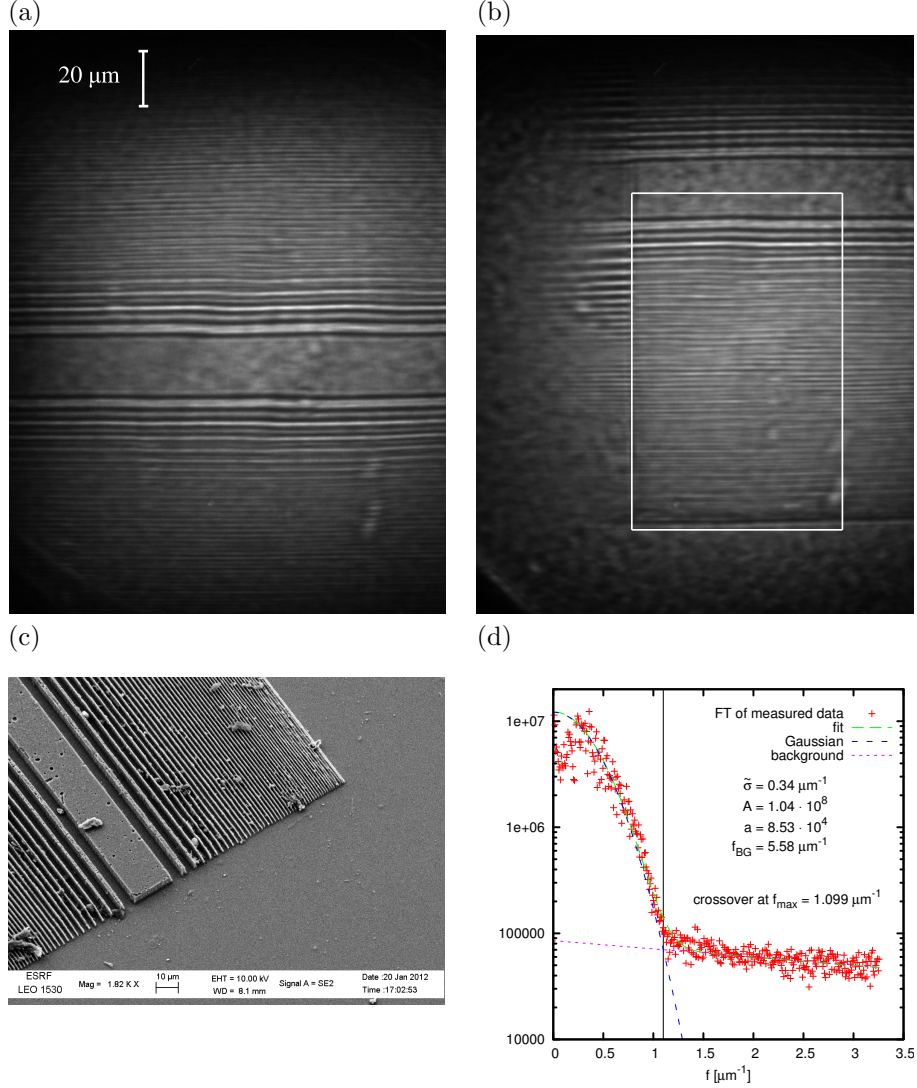 (a)
(b)
20 μm
(c)
(d)
ESRF
LEO 1530
Mag = 1.82 K X
10µm
EHT = 10.00 kV
WD = 8.1 mm
Signal A = SE2
Date :20 Jan 2012
Time :17:02:53
1e+07
1e+06
100000
10000
FT of measured data
fit
Gaussian
background
σ̃ = 0.34 μm⁻¹
A = 1.04 · 10⁸
a = 8.53 · 10⁴
f_BG = 5.58 μm⁻¹
crossover at f_max = 1.099 μm⁻¹
0 0.5 1 1.5 2 2.5 3 3.5
f [μm⁻¹]